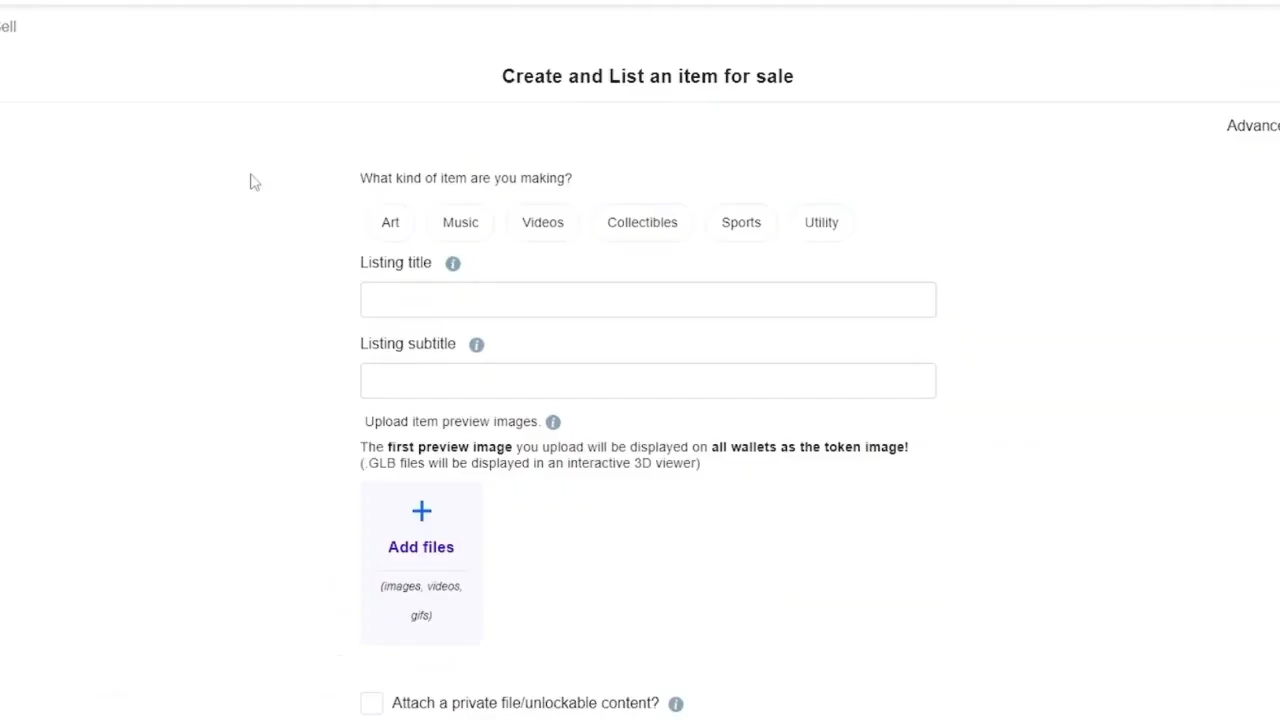 ell
Create and List an item for sale
Advance
What kind of item are you making?
Art Music Videos Collectibles Sports Utility
Listing title
Listing subtitle
Upload item preview images.
The first preview image you upload will be displayed on all wallets as the token image!
(.GLB files will be displayed in an interactive 3D viewer)
Add files
(images, videos,
gifs)
Attach a private file/unlockable content?